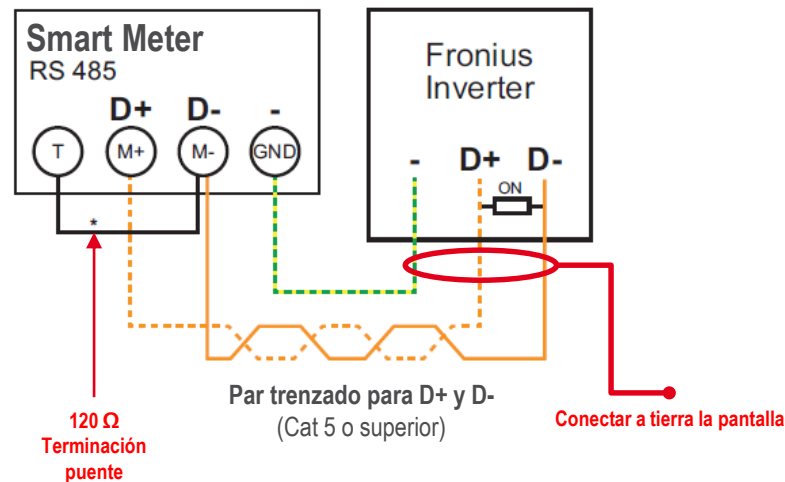 Smart Meter
RS 485
D+ D- -
T M+ M- GND
*
Fronius
Inverter
- D+ D-
ON
Par trenzado para D+ y D-
(Cat 5 o superior)
120 Ω
Terminación
puente
Conectar a tierra la pantalla